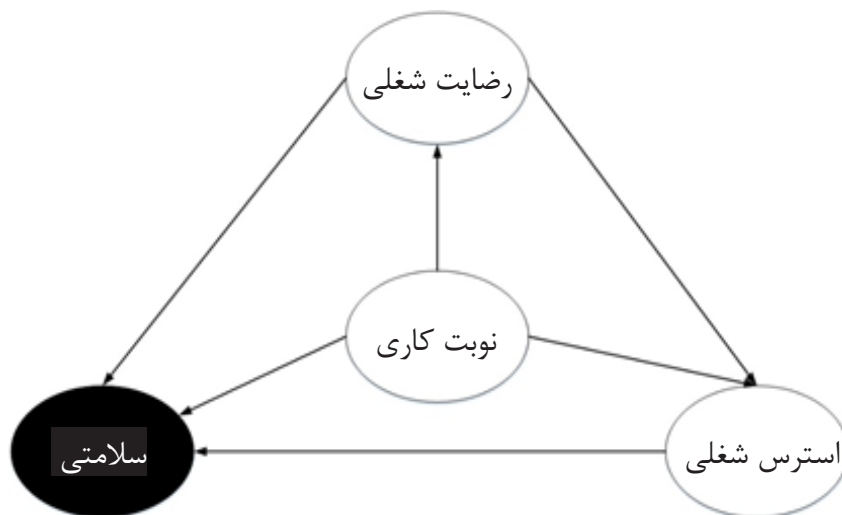 رضایت شغلی
نوبت کاری
استرس شغلی
سلامتی